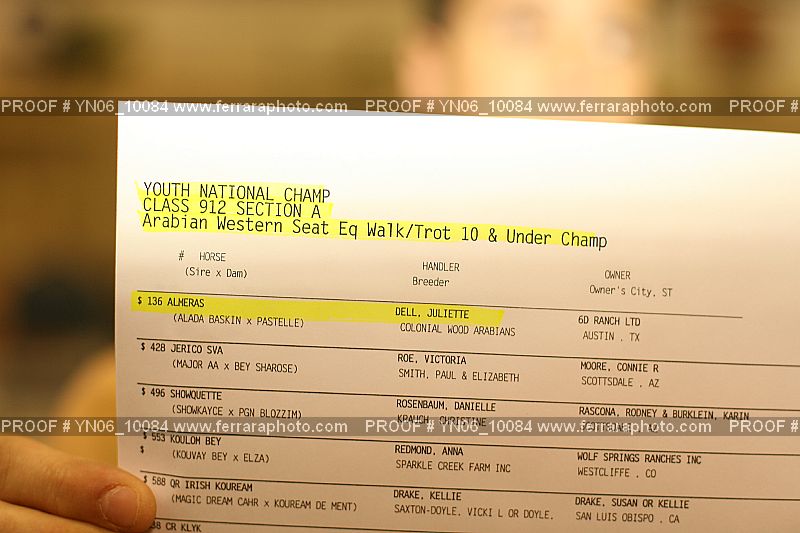 PROOF # YN06_10084 www.ferraraphoto.com PROOF # YN06_10084 www.ferraraphoto.com PROOF #
YOUTH NATIONAL CHAMP
CLASS 912 SECTION A
Arabian Western Seat Eq Walk/Trot 10 & Under Champ
# HORSE HANDLER OWNER
(Sire x Dam) Breeder Owner's City, ST
$ 136 ALMERAS DELL, JULIETTE 6D RANCH LTD
(ALADA BASKIN x PASTELLE) COLONIAL WOOD ARABIANS AUSTIN , TX
$ 428 JERICO SVA ROE, VICTORIA MOORE, CONNIE R
(MAJOR AA x BEY SHAROSE) SMITH, PAUL & ELIZABETH SCOTTSDALE , AZ
$ 496 SHOWQUETTE ROSENBAUM, DANIELLE RASCONA, RODNEY & BURKLEIN, KARIN
(SHOWKAYCE x PGN BLOZZIM) CHRISTINE
PROOF # YN06_10084 www.ferraraphoto.com PROOF # YN06_10084 www.ferraraphoto.com PROOF #
$ 553 KOULOH BEY REDMOND, ANNA WOLF SPRINGS RANCHES INC
$ (KOUVAY BEY x ELZA) SPARKLE CREEK FARM INC WESTCLIFFE , CO
$ 588 QR IRISH KOUREAM DRAKE, KELLIE DRAKE, SUSAN OR KELLIE
(MAGIC DREAM CAHR x KOUREAM DE MENT) SAXTON-DOYLE, VICKI L OR DOYLE, SAN LUIS OBISPO , CA
CR KLYK